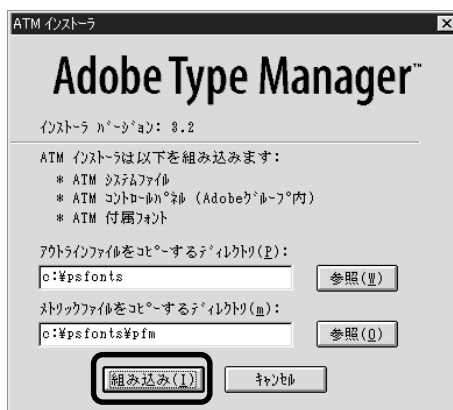 ATM ｲﾝｽﾄｰﾗ
Adobe Type Manager™
ｲﾝｽﾄｰﾗ ﾊﾞｰｼﾞｮﾝ: 3.2
ATM ｲﾝｽﾄｰﾗは以下を組み込みます:
* ATM ｼｽﾃﾑﾌｧｲﾙ
* ATM ｺﾝﾄﾛｰﾙﾊﾟﾈﾙ (Adobeｸﾞﾙｰﾌﾟ内)
* ATM 付属ﾌｫﾝﾄ
ｱｳﾄﾗｲﾝﾌｧｲﾙをｺﾋﾟｰするﾃﾞｨﾚｸﾄﾘ(P):
c:¥psfonts
参照(W)
ﾒﾄﾘｯｸﾌｧｲﾙをｺﾋﾟｰするﾃﾞｨﾚｸﾄﾘ(m):
c:¥psfonts¥pfm
参照(O)
組み込み(I)
ｷｬﾝｾﾙ